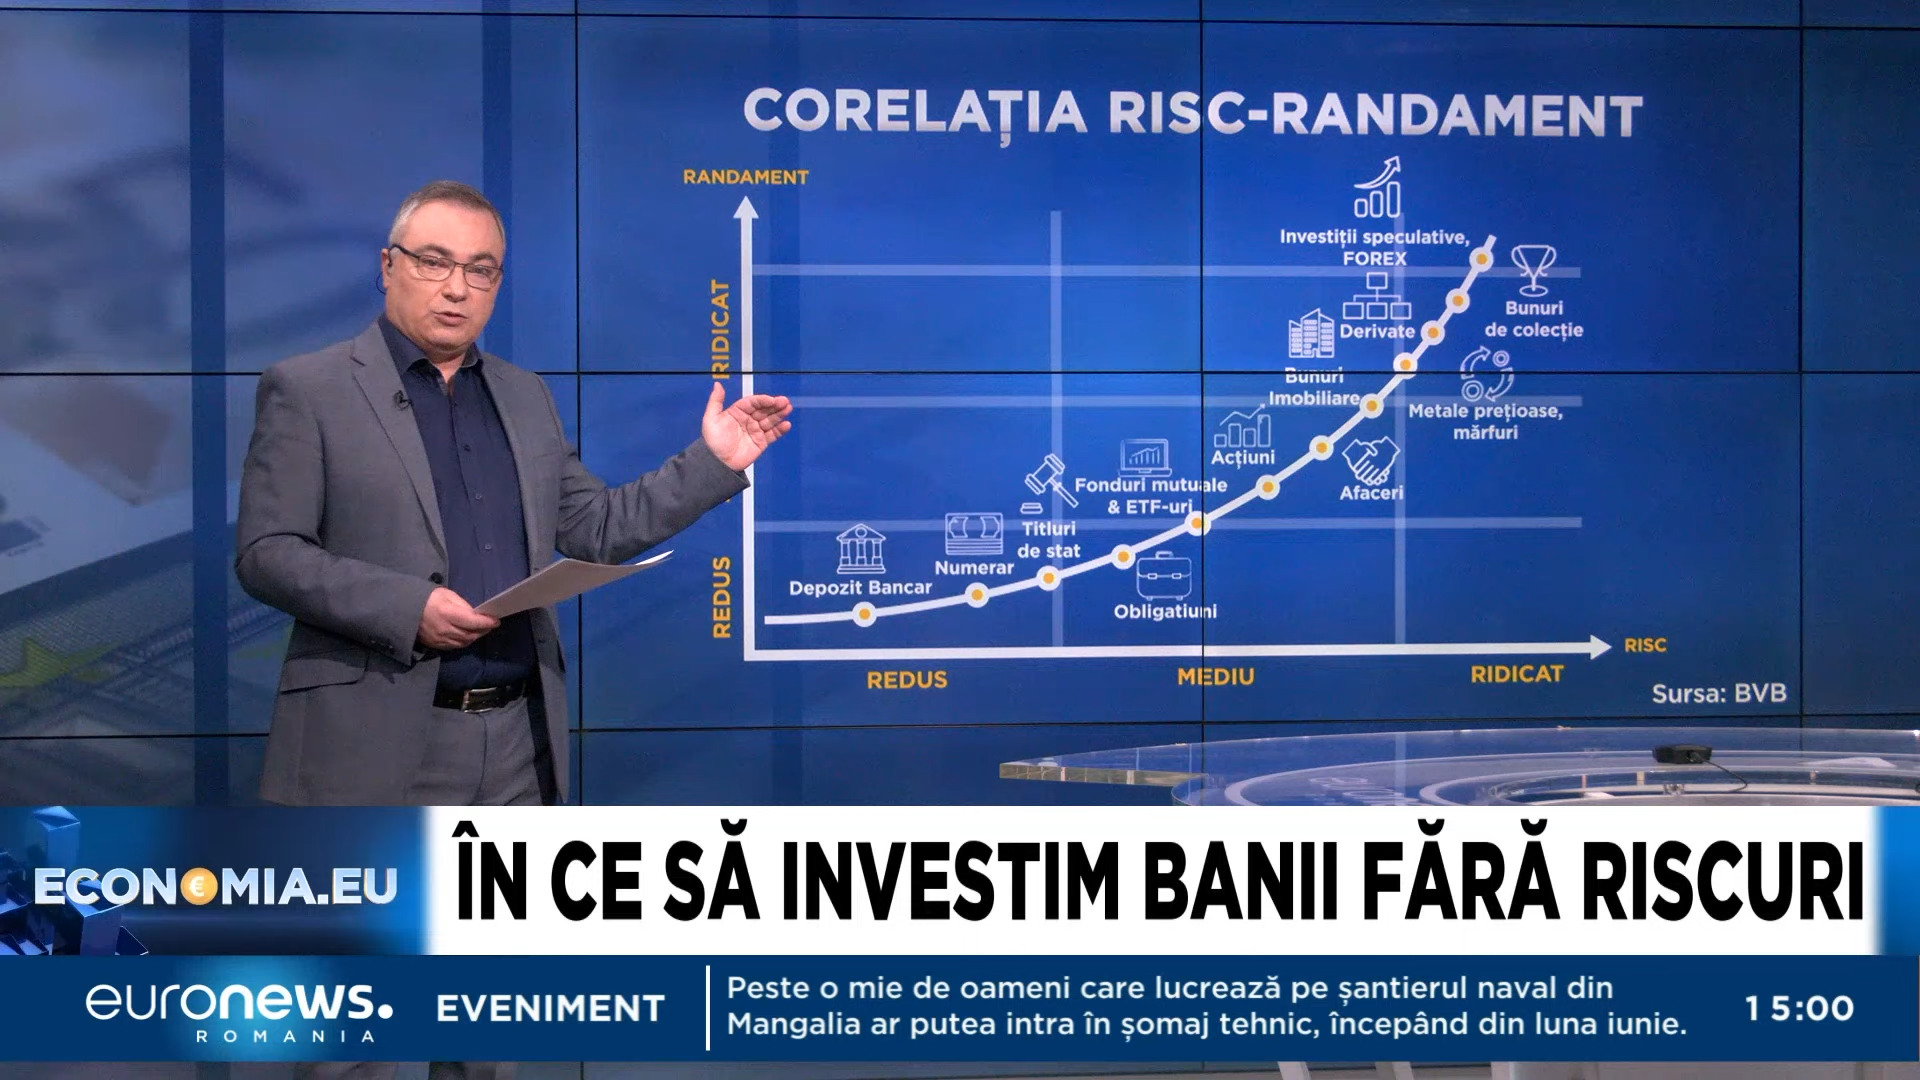 CORELAȚIA RISC-RANDAMENT
RANDAMENT
RIDICAT
REDUS
Investiții speculative,
FOREX
Bunuri
de colecție
Derivate
Bunuri
Imobiliare
Metale prețioase,
mărfuri
Acțiuni
Afaceri
Fonduri mutuale
& ETF-uri
Titluri
de stat
Numerar
Depozit Bancar
Obligatiuni
RISC
REDUS
MEDIU
RIDICAT
Sursa: BVB
ECONOMIA.EU
ÎN CE SĂ INVESTIM BANII FĂRĂ RISCURI
euronews.
ROMANIA
EVENIMENT
Peste o mie de oameni care lucrează pe șantierul naval din
Mangalia ar putea intra în șomaj tehnic, începând din luna iunie.
15:00